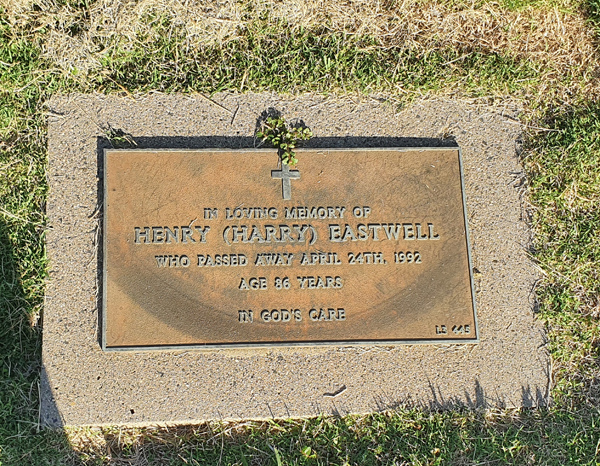 IN LOVING MEMORY OF
HENRY (HARRY) EASTWELL
WHO PASSED AWAY APRIL 24TH, 1992
AGE 86 YEARS
IN GOD'S CARE
LE 445